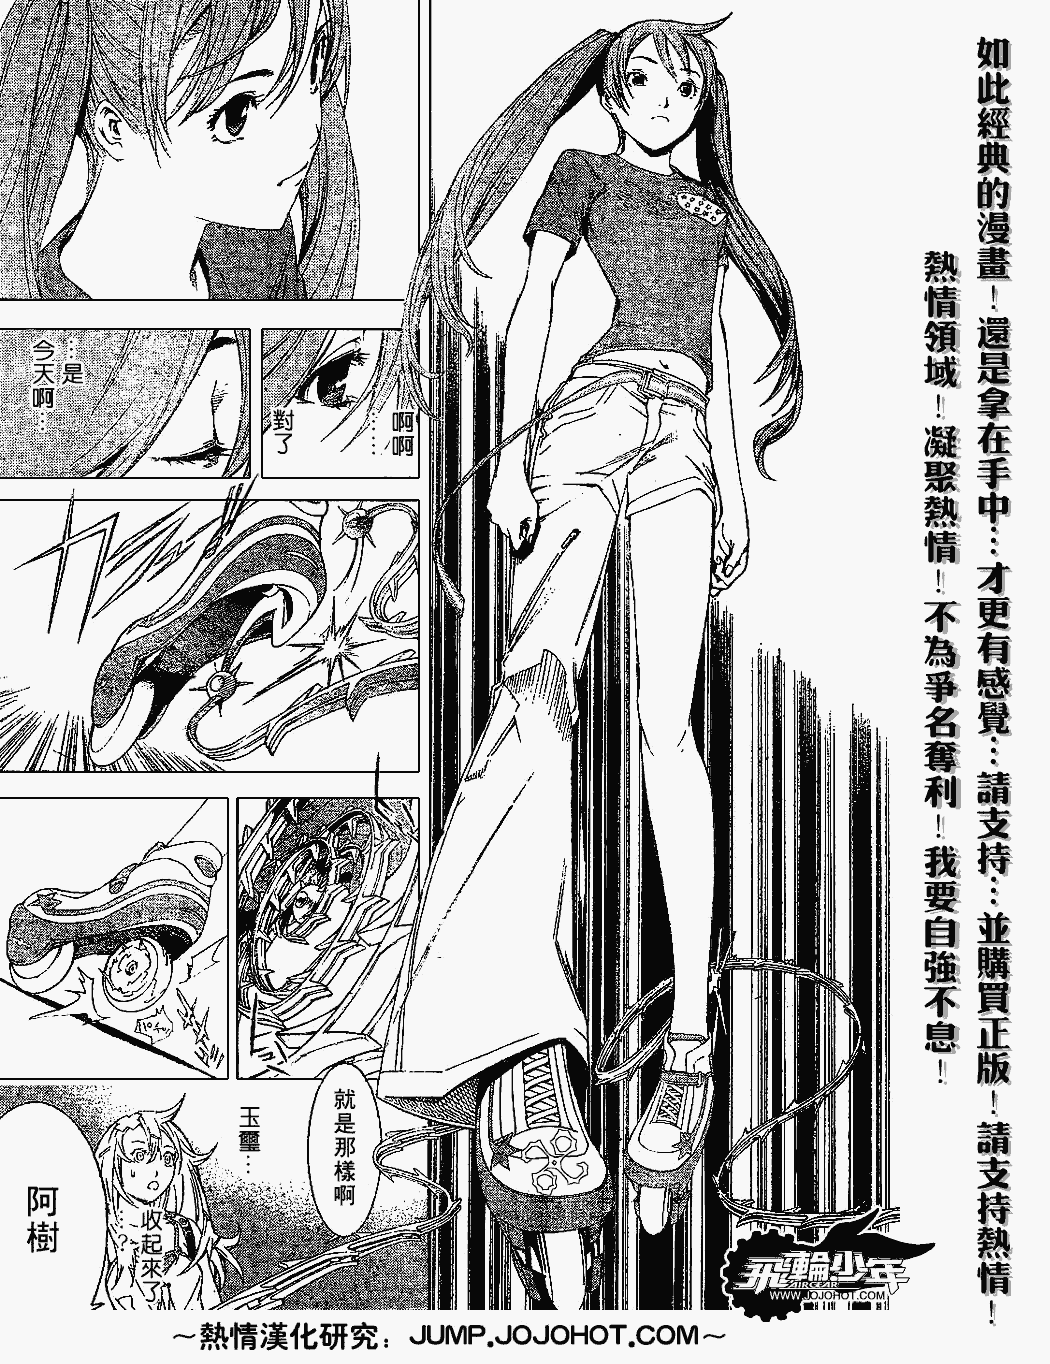 如此經典的漫畫！還是拿在手中…才更有感覺…請支持…並購買正版！請支持熱情！
熱情領域！凝聚熱情！不為爭名奪利！我要自強不息！
啊啊
……
對了
…是
今天啊…
就是那樣啊
玉璽…
收起來了
…？
阿樹
飛輪少年
AIR GEAR
WWW.JOJOHOT.COM
～熱情漢化研究：JUMP.JOJOHOT.COM～